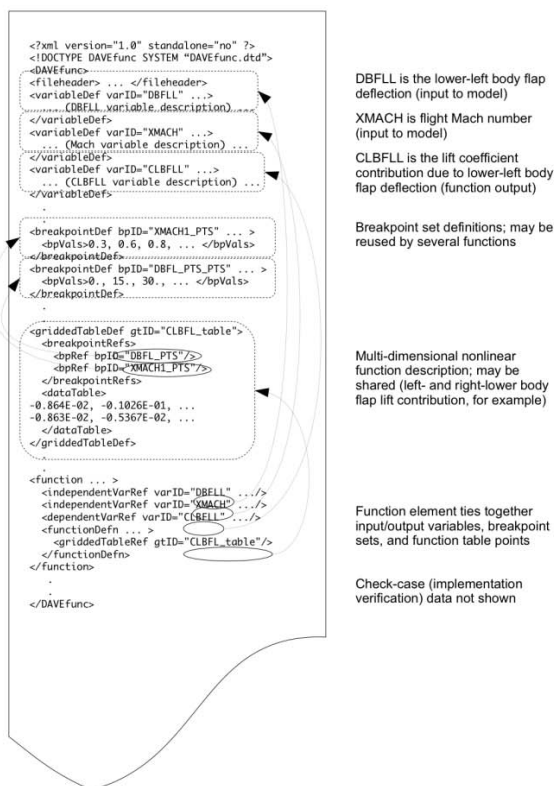 <?xml version="1.0" standalone="no" ?>
<!DOCTYPE DAVEfunc SYSTEM “DAVEfunc.dtd”>
<DAVEfunc>
<fileheader> ... </fileheader>
<variableDef varID="DBFLL" ...>
... (DBFLL variable description) ...
</variableDef>
<variableDef varID="XMACH" ...>
... (Mach variable description) ...
</variableDef>
<variableDef varID="CLBFLL" ...>
... (CLBFLL variable description) ...
</variableDef>
.
.
<breakpointDef bpID="XMACH1_PTS" ... >
<bpVals>0.3, 0.6, 0.8, ... </bpVals>
</breakpointDef>
<breakpointDef bpID="DBFL_PTS_PTS" ... >
<bpVals>0., 15., 30., ... </bpVals>
</breakpointDef>
.
.
<griddedTableDef gtID="CLBFL_table">
<breakpointRefs>
<bpRef bpID="DBFL_PTS"/>
<bpRef bpID="XMACH1_PTS"/>
</breakpointRefs>
<dataTable>
-0.864E-02, -0.1026E-01, ...
-0.863E-02, -0.5367E-02, ...
</dataTable>
</griddedTableDef>
.
.
<function ... >
<independentVarRef varID="DBFLL" .../>
<independentVarRef varID="XMACH" .../>
<dependentVarRef varID="CLBFLL" .../>
<functionDefn ... >
<griddedTableRef gtID="CLBFL_table"/>
</functionDefn>
</function>
.
.
</DAVEfunc>
DBFLL is the lower-left body flap
deflection (input to model)
XMACH is flight Mach number
(input to model)
CLBFLL is the lift coefficient
contribution due to lower-left body
flap deflection (function output)
Breakpoint set definitions; may be
reused by several functions
Multi-dimensional nonlinear
function description; may be
shared (left- and right-lower body
flap lift contribution, for example)
Function element ties together
input/output variables, breakpoint
sets, and function table points
Check-case (implementation
verification) data not shown